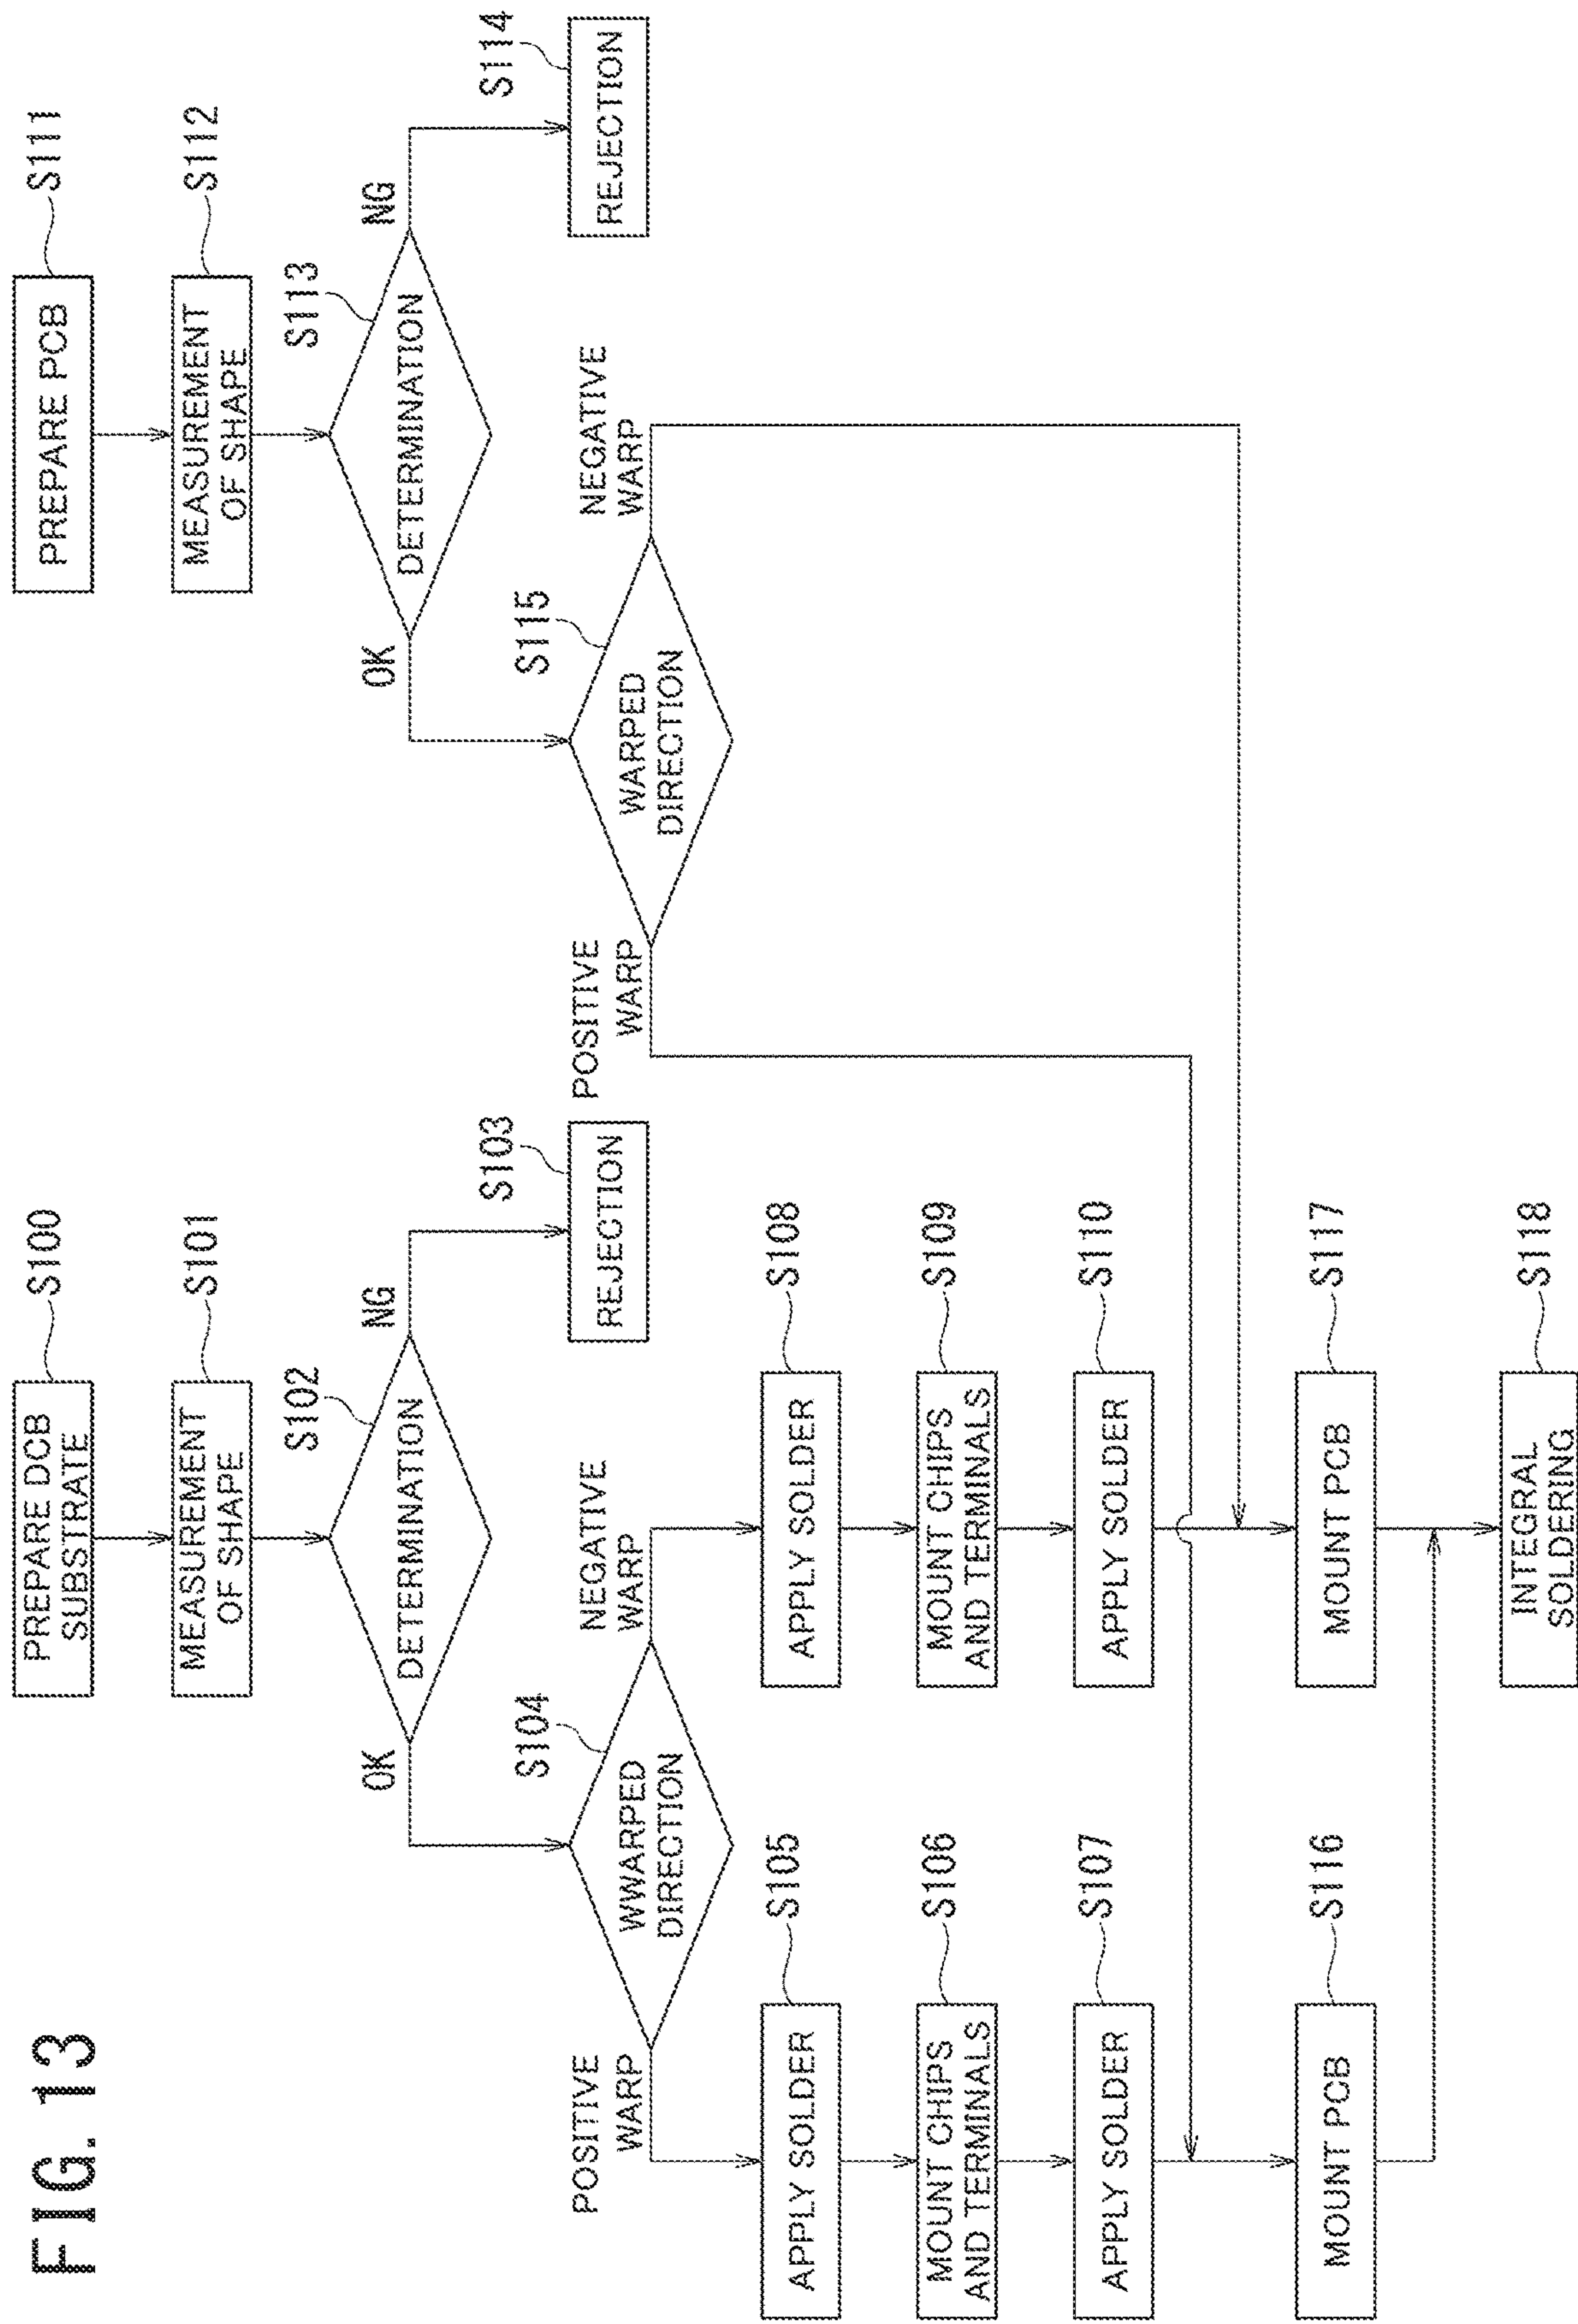 FIG. 13
PREPARE DCB
SUBSTRATE
S100
MEASUREMENT
OF SHAPE
S101
DETERMINATION
S102
OK
NG
REJECTION
S103
WWARPED
DIRECTION
S104
POSITIVE
WARP
NEGATIVE
WARP
APPLY SOLDER
S105
MOUNT CHIPS
AND TERMINALS
S106
APPLY SOLDER
S107
APPLY SOLDER
S108
MOUNT CHIPS
AND TERMINALS
S109
APPLY SOLDER
S110
PREPARE PCB
S111
MEASUREMENT
OF SHAPE
S112
DETERMINATION
S113
OK
NG
REJECTION
S114
WARPED
DIRECTION
S115
POSITIVE
WARP
NEGATIVE
WARP
MOUNT PCB
S116
MOUNT PCB
S117
INTEGRAL
SOLDERING
S118